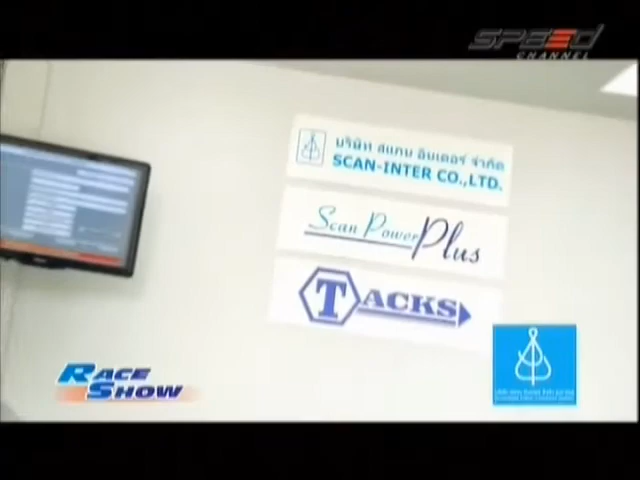 SPEED
CHANNEL
บริษัท สแกน อินเตอร์ จำกัด
SCAN-INTER CO.,LTD.
Scan Power Plus
TACKS
RACE
SHOW